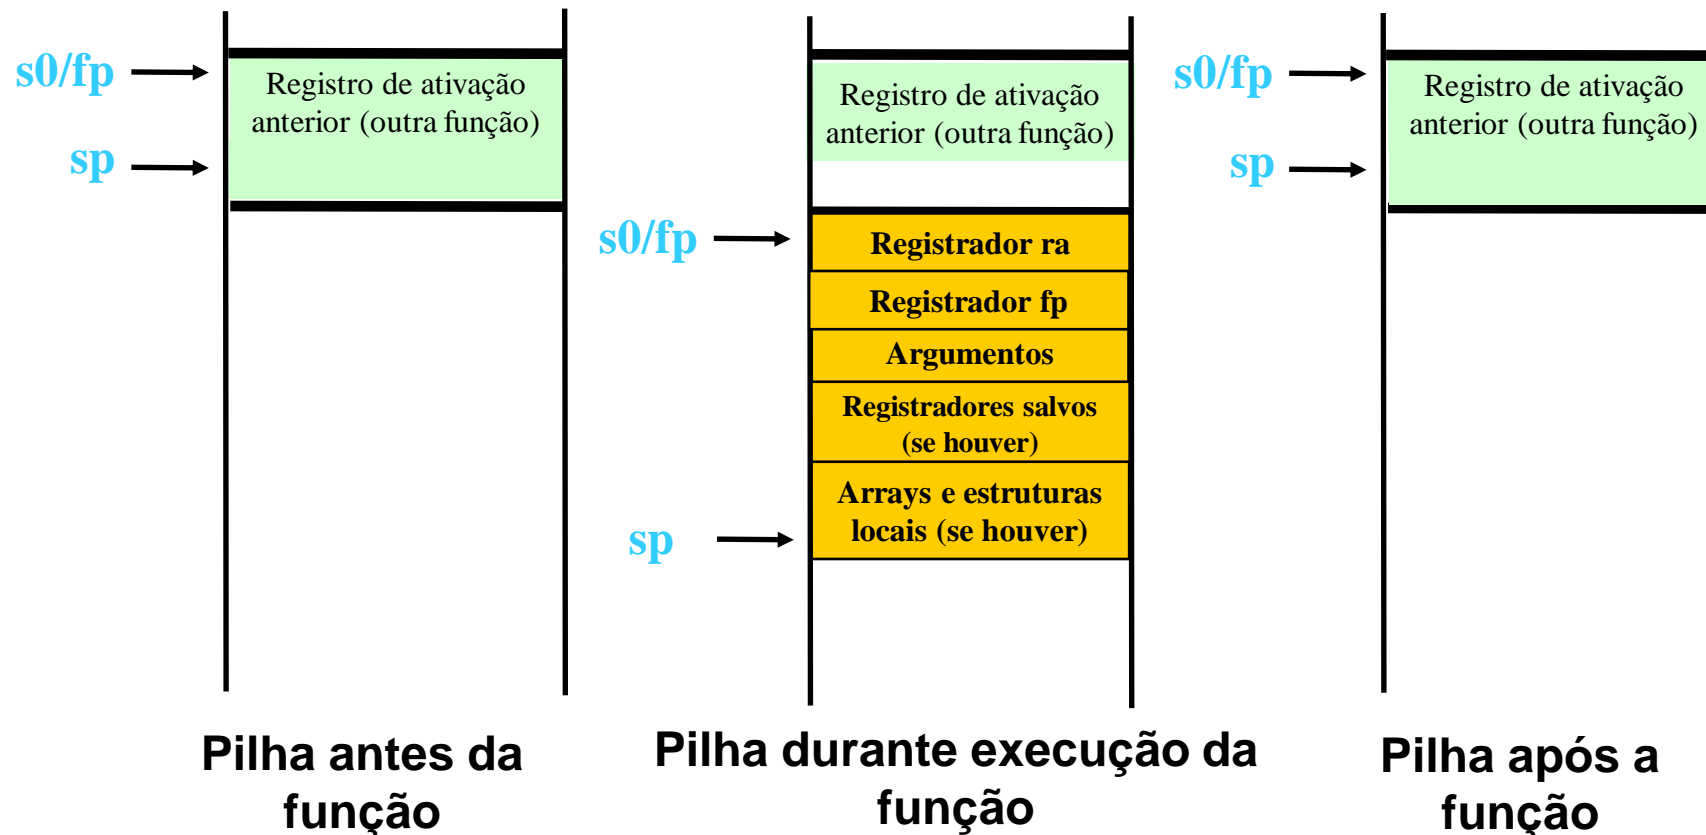 s0/fp
Registro de ativação
anterior (outra função)
sp
Pilha antes da
função
Registro de ativação
anterior (outra função)
s0/fp
Registrador ra
Registrador fp
Argumentos
Registradores salvos
(se houver)
Arrays e estruturas
locais (se houver)
sp
Pilha durante execução da
função
s0/fp
Registro de ativação
anterior (outra função)
sp
Pilha após a
função